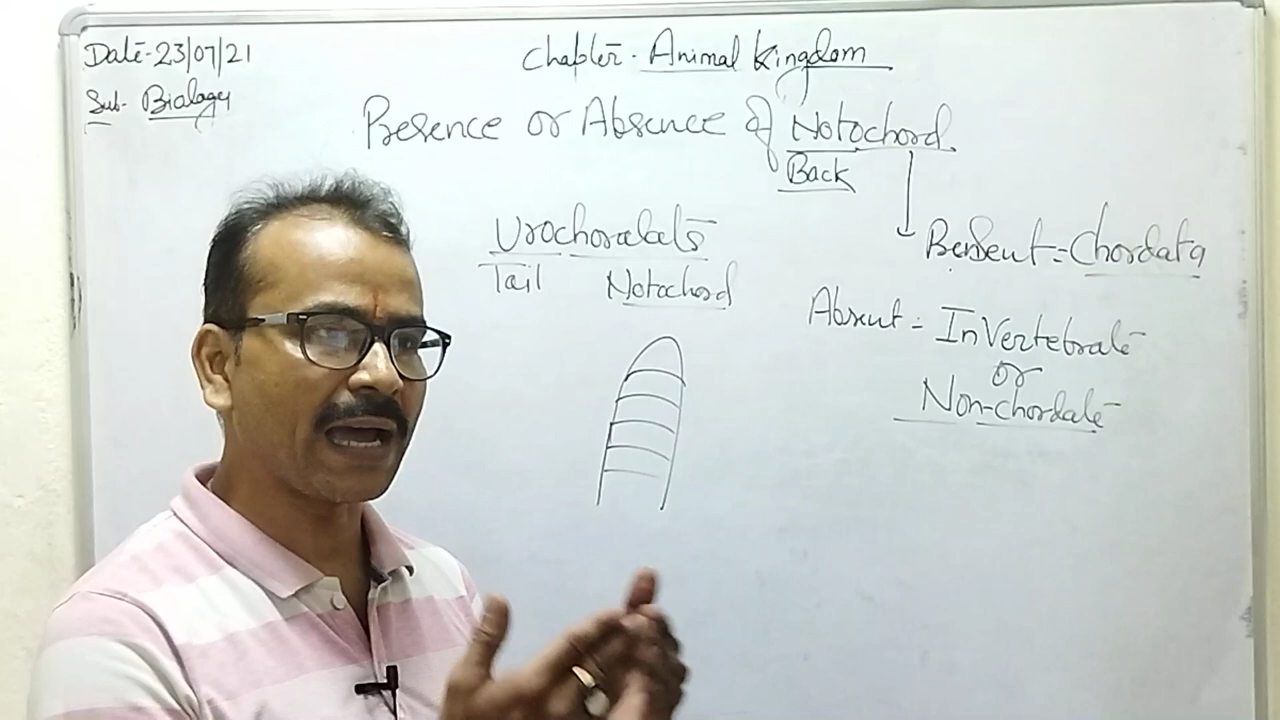 Date-23/07/21
Sub- Biology
Chapter- Animal Kingdom
Presence or Absence of Notochord
Back
Urochordate
Tail Notochord
Present = Chordata
Absent = InVertebrate
or
Non-chordate